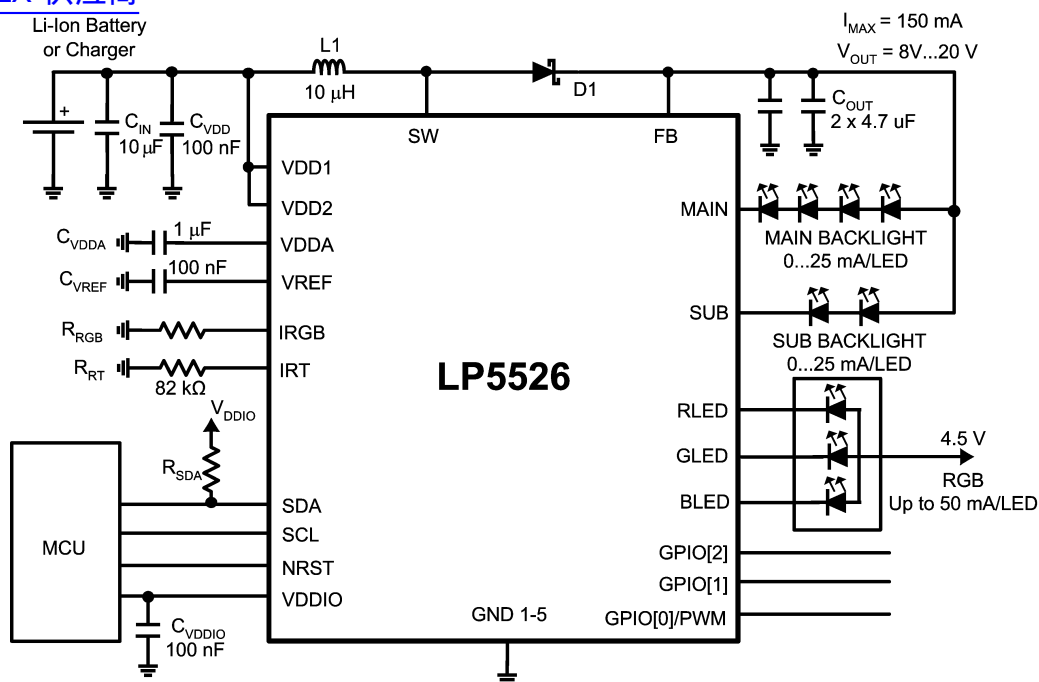 供应商
Li-Ion Battery
or Charger
I_MAX = 150 mA
V_OUT = 8V...20 V
L1
10 μH
D1
+
C_IN
10 μF
C_VDD
100 nF
C_OUT
2 x 4.7 uF
SW
FB
VDD1
VDD2
MAIN
MAIN BACKLIGHT
0...25 mA/LED
C_VDDA
1 μF
VDDA
C_VREF
100 nF
VREF
SUB
SUB BACKLIGHT
0...25 mA/LED
R_RGB
IRGB
R_RT
82 kΩ
IRT
LP5526
V_DDIO
R_SDA
RLED
GLED
BLED
4.5 V
RGB
Up to 50 mA/LED
MCU
SDA
SCL
NRST
VDDIO
C_VDDIO
100 nF
GND 1-5
GPIO[2]
GPIO[1]
GPIO[0]/PWM